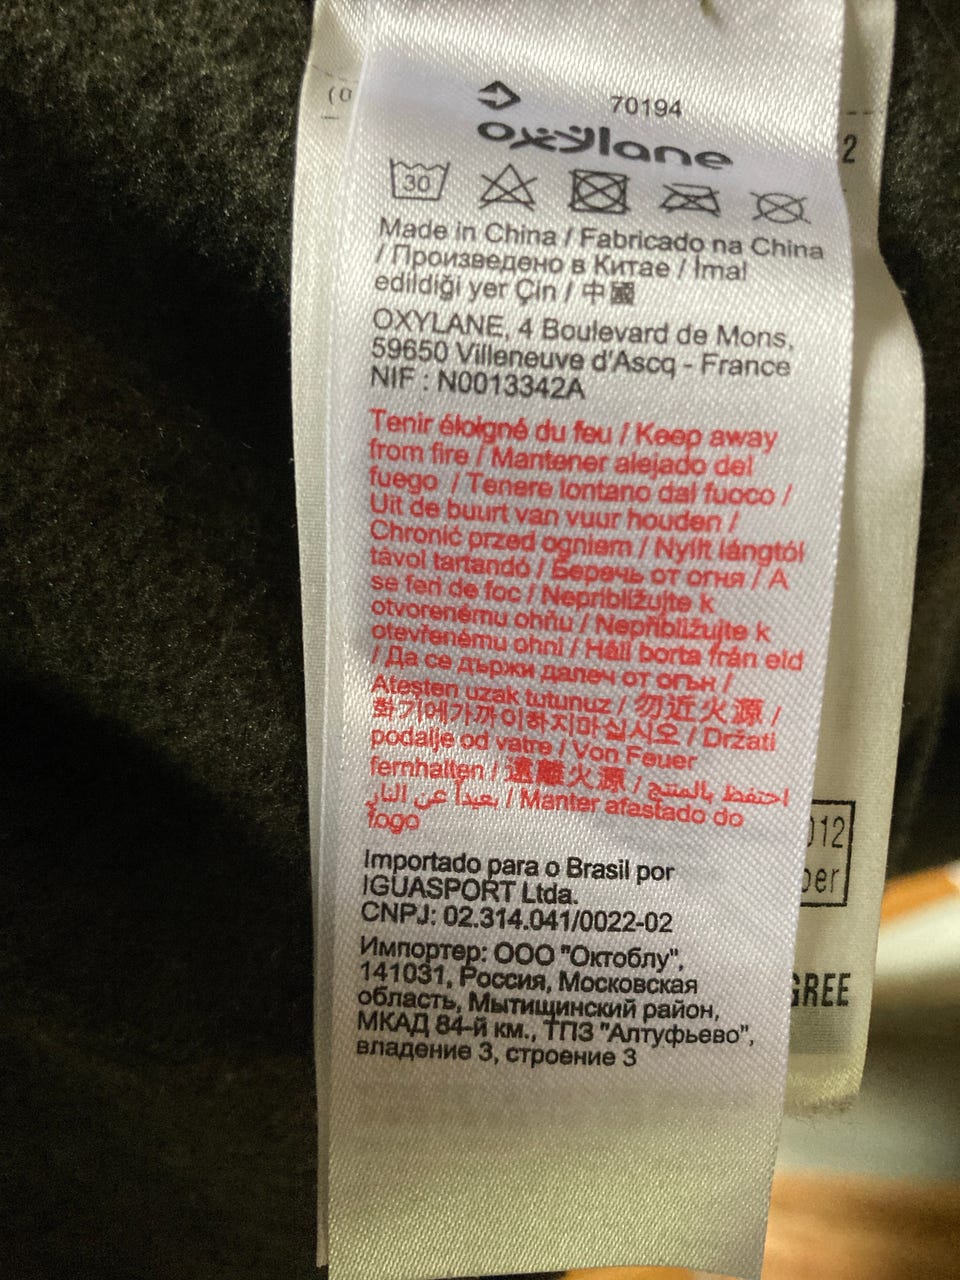 70194
oxylane
30
Made in China / Fabricado na China
/ Произведено в Китае / İmal
edildiği yer Çin / 中國
OXYLANE, 4 Boulevard de Mons,
59650 Villeneuve d'Ascq - France
NIF : N0013342A
Tenir éloigné du feu / Keep away
from fire / Mantener alejado del
fuego / Tenere lontano dal fuoco /
Uit de buurt van vuur houden /
Chronić przed ogniem / Nyílt lángtól
távol tartandó / Беречь от огня / A
se feri de foc / Nepribližujte k
otvorenému ohňu / Nepřibližujte k
otevřenému ohni / Håll borta från eld
/ Да се държи далеч от огън /
Ateşten uzak tutunuz / 勿近火源 /
화기에가까이하지마십시오 / Držati
podalje od vatre / Von Feuer
fernhalten / 遠離火源 / احتفظ بالمنتج
بعيداً عن النار / Manter afastado do
fogo
Importado para o Brasil por
IGUASPORT Ltda.
CNPJ: 02.314.041/0022-02
Импортер: ООО "Октоблу",
141031, Россия, Московская
область, Мытищинский район,
МКАД 84-й км., ТПЗ "Алтуфьево",
владение 3, строение 3
2
012
ber
GREE